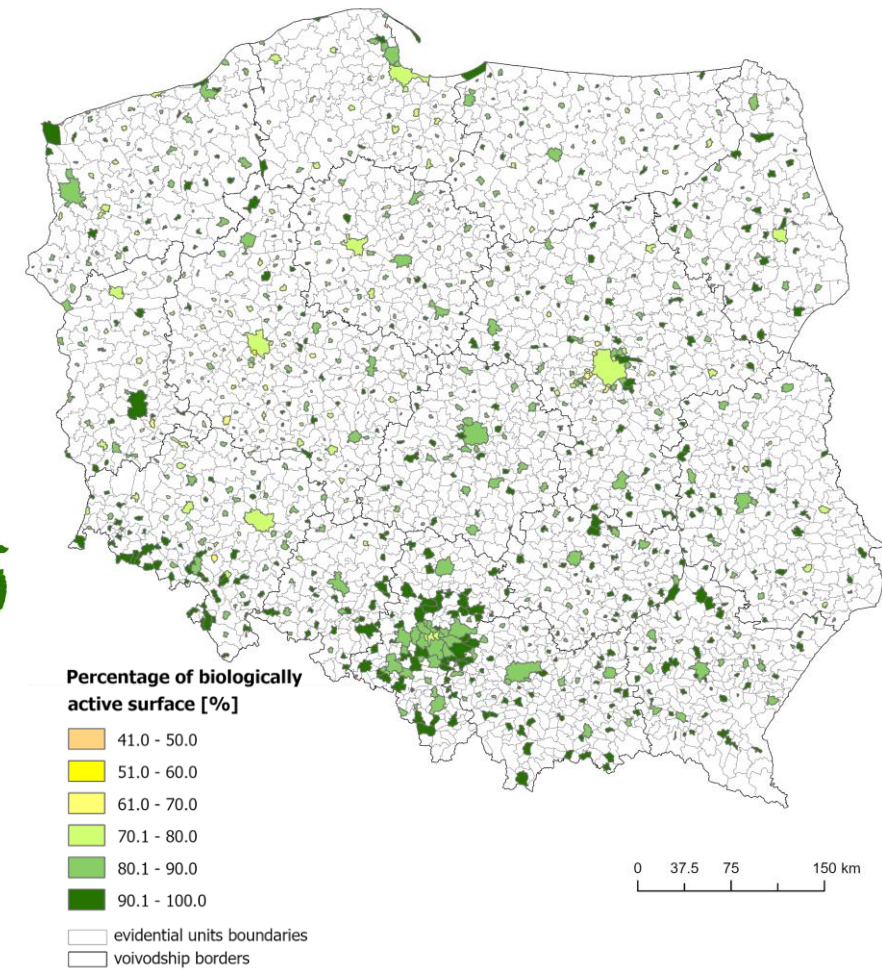 Percentage of biologically
active surface [%]
41.0 - 50.0
51.0 - 60.0
61.0 - 70.0
70.1 - 80.0
80.1 - 90.0
90.1 - 100.0
evidential units boundaries
voivodship borders
0 37.5 75 150 km